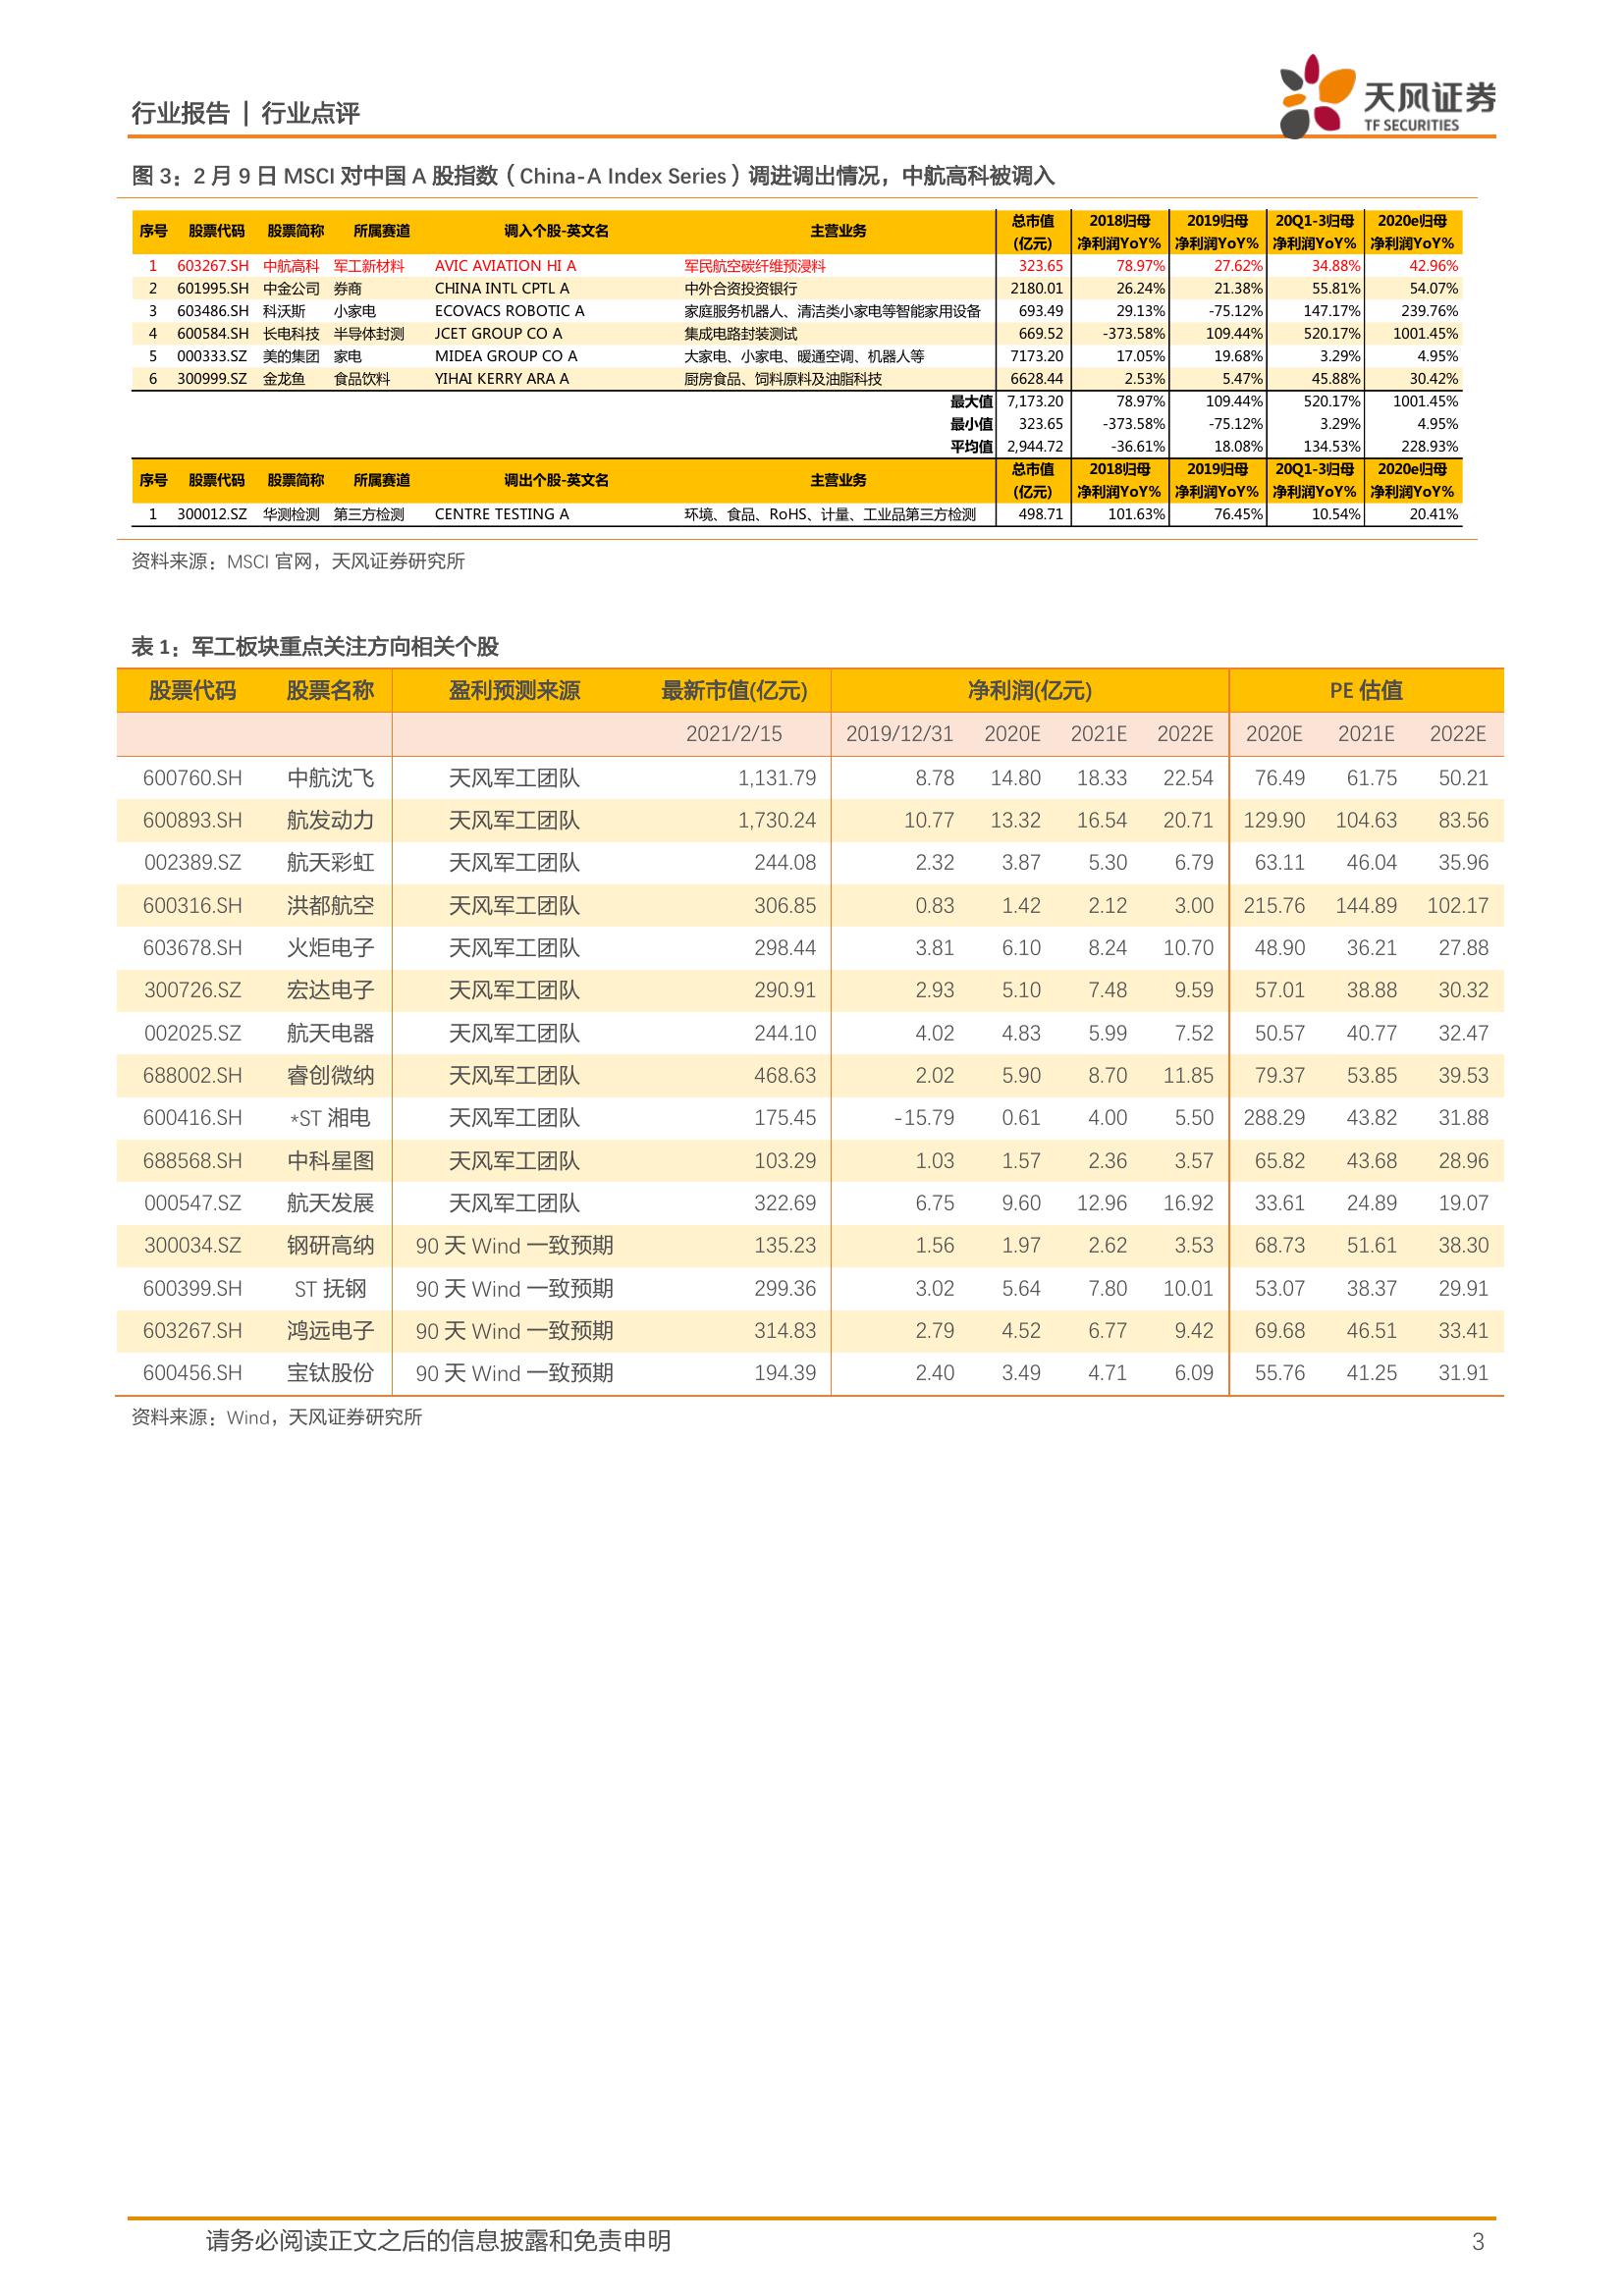 行业报告 | 行业点评
天风证券
TF SECURITIES
图 3：2 月 9 日 MSCI 对中国 A 股指数（China-A Index Series）调进调出情况，中航高科被调入
序号 股票代码 股票简称 所属赛道 调入个股-英文名 主营业务 总市值(亿元) 2018归母净利润YoY% 2019归母净利润YoY% 20Q1-3归母净利润YoY% 2020e归母净利润YoY%
1 603267.SH 中航高科 军工新材料 AVIC AVIATION HI A 军民航空碳纤维预浸料 323.65 78.97% 27.62% 34.88% 42.96%
2 601995.SH 中金公司 券商 CHINA INTL CPTL A 中外合资投资银行 2180.01 26.24% 21.38% 55.81% 54.07%
3 603486.SH 科沃斯 小家电 ECOVACS ROBOTIC A 家庭服务机器人、清洁类小家电等智能家用设备 693.49 29.13% -75.12% 147.17% 239.76%
4 600584.SH 长电科技 半导体封测 JCET GROUP CO A 集成电路封装测试 669.52 -373.58% 109.44% 520.17% 1001.45%
5 000333.SZ 美的集团 家电 MIDEA GROUP CO A 大家电、小家电、暖通空调、机器人等 7173.20 17.05% 19.68% 3.29% 4.95%
6 300999.SZ 金龙鱼 食品饮料 YIHAI KERRY ARA A 厨房食品、饲料原料及油脂科技 6628.44 2.53% 5.47% 45.88% 30.42%
最大值 7,173.20 78.97% 109.44% 520.17% 1001.45%
最小值 323.65 -373.58% -75.12% 3.29% 4.95%
平均值 2,944.72 -36.61% 18.08% 134.53% 228.93%
序号 股票代码 股票简称 所属赛道 调出个股-英文名 主营业务 总市值(亿元) 2018归母净利润YoY% 2019归母净利润YoY% 20Q1-3归母净利润YoY% 2020e归母净利润YoY%
1 300012.SZ 华测检测 第三方检测 CENTRE TESTING A 环境、食品、RoHS、计量、工业品第三方检测 498.71 101.63% 76.45% 10.54% 20.41%
资料来源：MSCI 官网，天风证券研究所
表 1：军工板块重点关注方向相关个股
股票代码 股票名称 盈利预测来源 最新市值(亿元) 净利润(亿元) PE 估值
2021/2/15 2019/12/31 2020E 2021E 2022E 2020E 2021E 2022E
600760.SH 中航沈飞 天风军工团队 1,131.79 8.78 14.80 18.33 22.54 76.49 61.75 50.21
600893.SH 航发动力 天风军工团队 1,730.24 10.77 13.32 16.54 20.71 129.90 104.63 83.56
002389.SZ 航天彩虹 天风军工团队 244.08 2.32 3.87 5.30 6.79 63.11 46.04 35.96
600316.SH 洪都航空 天风军工团队 306.85 0.83 1.42 2.12 3.00 215.76 144.89 102.17
603678.SH 火炬电子 天风军工团队 298.44 3.81 6.10 8.24 10.70 48.90 36.21 27.88
300726.SZ 宏达电子 天风军工团队 290.91 2.93 5.10 7.48 9.59 57.01 38.88 30.32
002025.SZ 航天电器 天风军工团队 244.10 4.02 4.83 5.99 7.52 50.57 40.77 32.47
688002.SH 睿创微纳 天风军工团队 468.63 2.02 5.90 8.70 11.85 79.37 53.85 39.53
600416.SH *ST 湘电 天风军工团队 175.45 -15.79 0.61 4.00 5.50 288.29 43.82 31.88
688568.SH 中科星图 天风军工团队 103.29 1.03 1.57 2.36 3.57 65.82 43.68 28.96
000547.SZ 航天发展 天风军工团队 322.69 6.75 9.60 12.96 16.92 33.61 24.89 19.07
300034.SZ 钢研高纳 90 天 Wind 一致预期 135.23 1.56 1.97 2.62 3.53 68.73 51.61 38.30
600399.SH ST 抚钢 90 天 Wind 一致预期 299.36 3.02 5.64 7.80 10.01 53.07 38.37 29.91
603267.SH 鸿远电子 90 天 Wind 一致预期 314.83 2.79 4.52 6.77 9.42 69.68 46.51 33.41
600456.SH 宝钛股份 90 天 Wind 一致预期 194.39 2.40 3.49 4.71 6.09 55.76 41.25 31.91
资料来源：Wind，天风证券研究所
请务必阅读正文之后的信息披露和免责申明 3